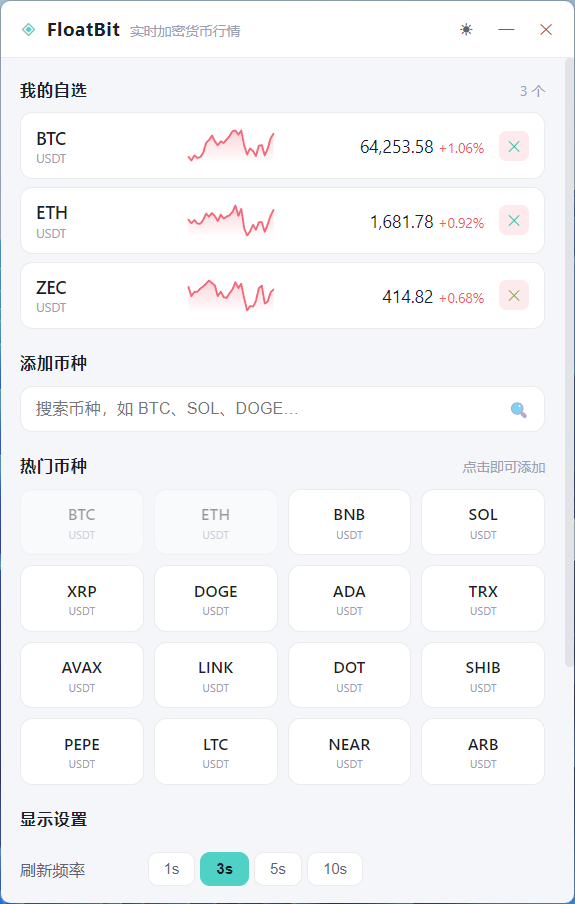 FloatBit 实时加密货币行情
我的自选 3 个
BTC
USDT
64,253.58 +1.06%
ETH
USDT
1,681.78 +0.92%
ZEC
USDT
414.82 +0.68%
添加币种
搜索币种，如 BTC、SOL、DOGE...
热门币种 点击即可添加
BTC ETH BNB SOL
USDT USDT USDT USDT
XRP DOGE ADA TRX
USDT USDT USDT USDT
AVAX LINK DOT SHIB
USDT USDT USDT USDT
PEPE LTC NEAR ARB
USDT USDT USDT USDT
显示设置
刷新频率 1s 3s 5s 10s